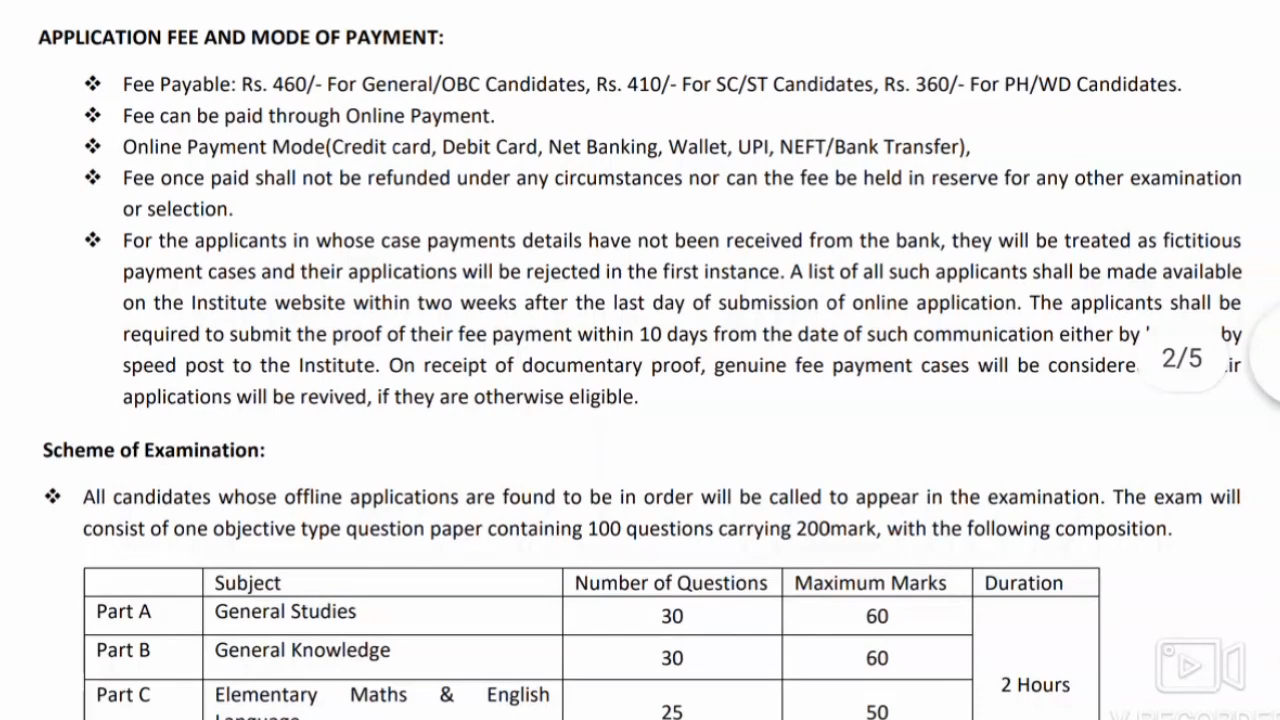 APPLICATION FEE AND MODE OF PAYMENT:
❖ Fee Payable: Rs. 460/- For General/OBC Candidates, Rs. 410/- For SC/ST Candidates, Rs. 360/- For PH/WD Candidates.
❖ Fee can be paid through Online Payment.
❖ Online Payment Mode(Credit card, Debit Card, Net Banking, Wallet, UPI, NEFT/Bank Transfer),
❖ Fee once paid shall not be refunded under any circumstances nor can the fee be held in reserve for any other examination
or selection.
❖ For the applicants in whose case payments details have not been received from the bank, they will be treated as fictitious
payment cases and their applications will be rejected in the first instance. A list of all such applicants shall be made available
on the Institute website within two weeks after the last day of submission of online application. The applicants shall be
required to submit the proof of their fee payment within 10 days from the date of such communication either by ' by
speed post to the Institute. On receipt of documentary proof, genuine fee payment cases will be
2/5
applications will be revived, if they are otherwise eligible.
Scheme of Examination:
❖ All candidates whose offline applications are found to be in order will be called to appear in the examination. The exam will
consist of one objective type question paper containing 100 questions carrying 200mark, with the following composition.
Subject Number of Questions Maximum Marks Duration
Part A General Studies 30 60
Part B General Knowledge 30 60
2 Hours
Part C Elementary Maths & English
25 50